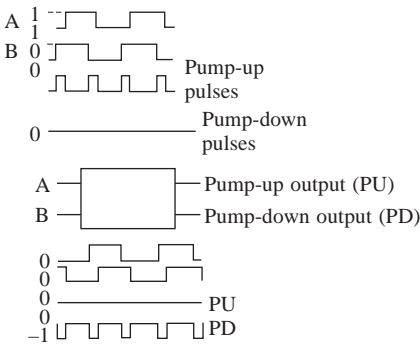 1
A
1
B 0
0
Pump-up
pulses
Pump-down
0
pulses
A
Pump-up output (PU)
B
Pump-down output (PD)
0
0
0
PU
0
PD
–1